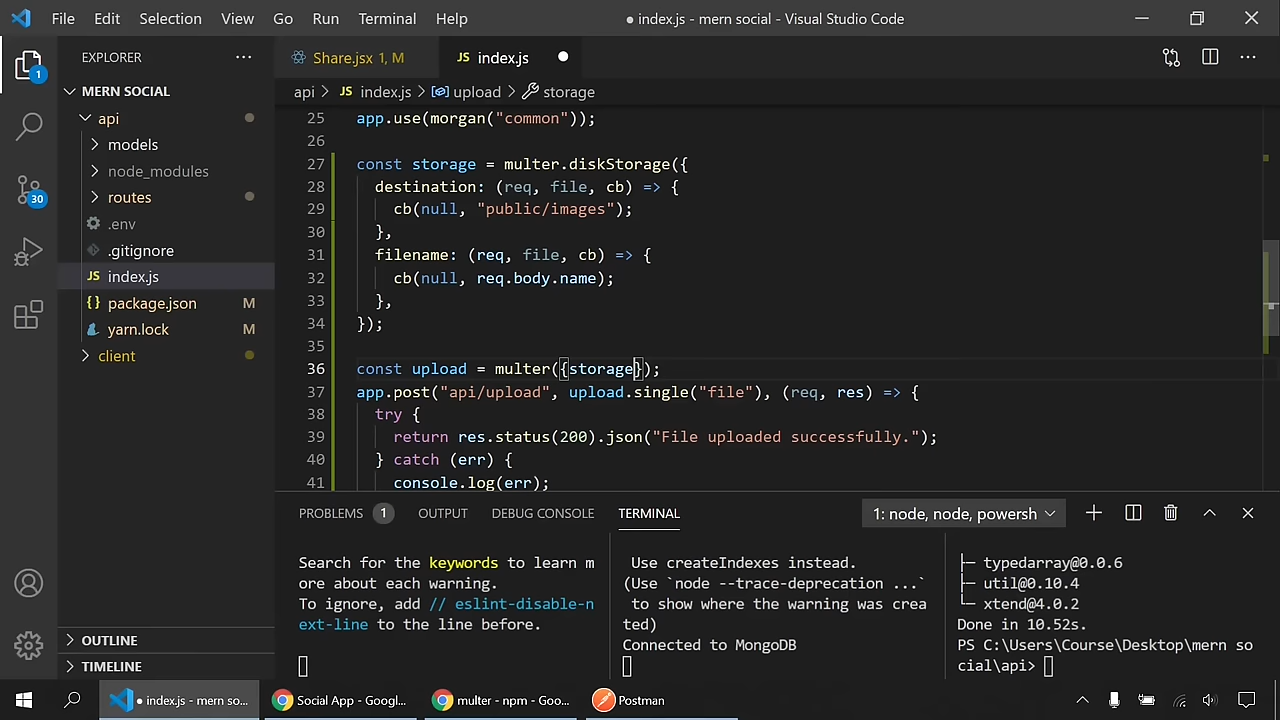 File Edit Selection View Go Run Terminal Help ● index.js - mern social - Visual Studio Code
EXPLORER
Share.jsx 1, M
JS index.js
MERN SOCIAL
api > JS index.js > upload > storage
api
models
node_modules
routes
.env
.gitignore
JS index.js
{} package.json M
yarn.lock M
client
OUTLINE
TIMELINE
1
30
25 app.use(morgan("common"));
26
27 const storage = multer.diskStorage({
28 destination: (req, file, cb) => {
29 cb(null, "public/images");
30 },
31 filename: (req, file, cb) => {
32 cb(null, req.body.name);
33 },
34 });
35
36 const upload = multer({storage});
37 app.post("api/upload", upload.single("file"), (req, res) => {
38 try {
39 return res.status(200).json("File uploaded successfully.");
40 } catch (err) {
41 console.log(err);
PROBLEMS 1 OUTPUT DEBUG CONSOLE TERMINAL 1: node, node, powersh
Search for the keywords to learn m
ore about each warning.
To ignore, add // eslint-disable-n
ext-line to the line before.
Use createIndexes instead.
(Use `node --trace-deprecation ...`
to show where the warning was crea
ted)
Connected to MongoDB
├─ typedarray@0.0.6
├─ util@0.10.4
└─ xtend@4.0.2
Done in 10.52s.
PS C:\Users\Course\Desktop\mern so
cial\api>
● index.js - mern so... Social App - Googl... multer - npm - Goo... Postman